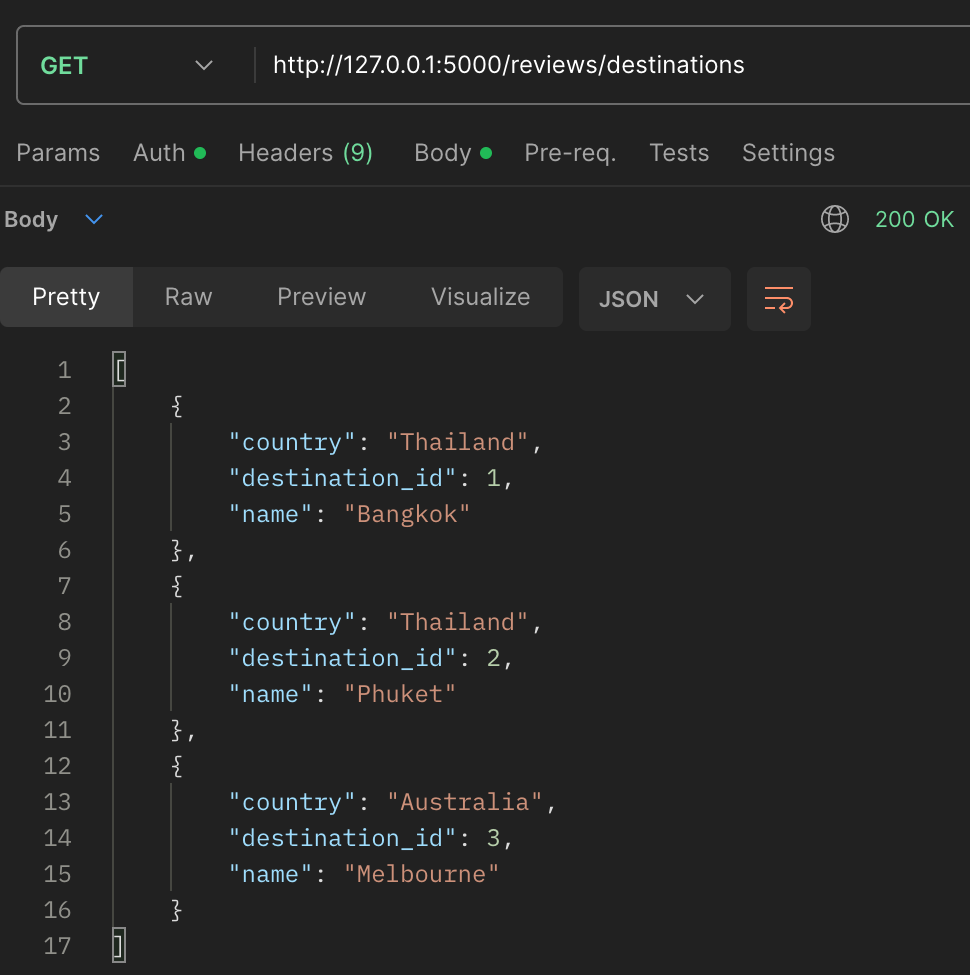 GET http://127.0.0.1:5000/reviews/destinations
Params Auth Headers (9) Body Pre-req. Tests Settings
Body 200 OK
Pretty Raw Preview Visualize JSON
1 [
2 {
3 "country": "Thailand",
4 "destination_id": 1,
5 "name": "Bangkok"
6 },
7 {
8 "country": "Thailand",
9 "destination_id": 2,
10 "name": "Phuket"
11 },
12 {
13 "country": "Australia",
14 "destination_id": 3,
15 "name": "Melbourne"
16 }
17 ]